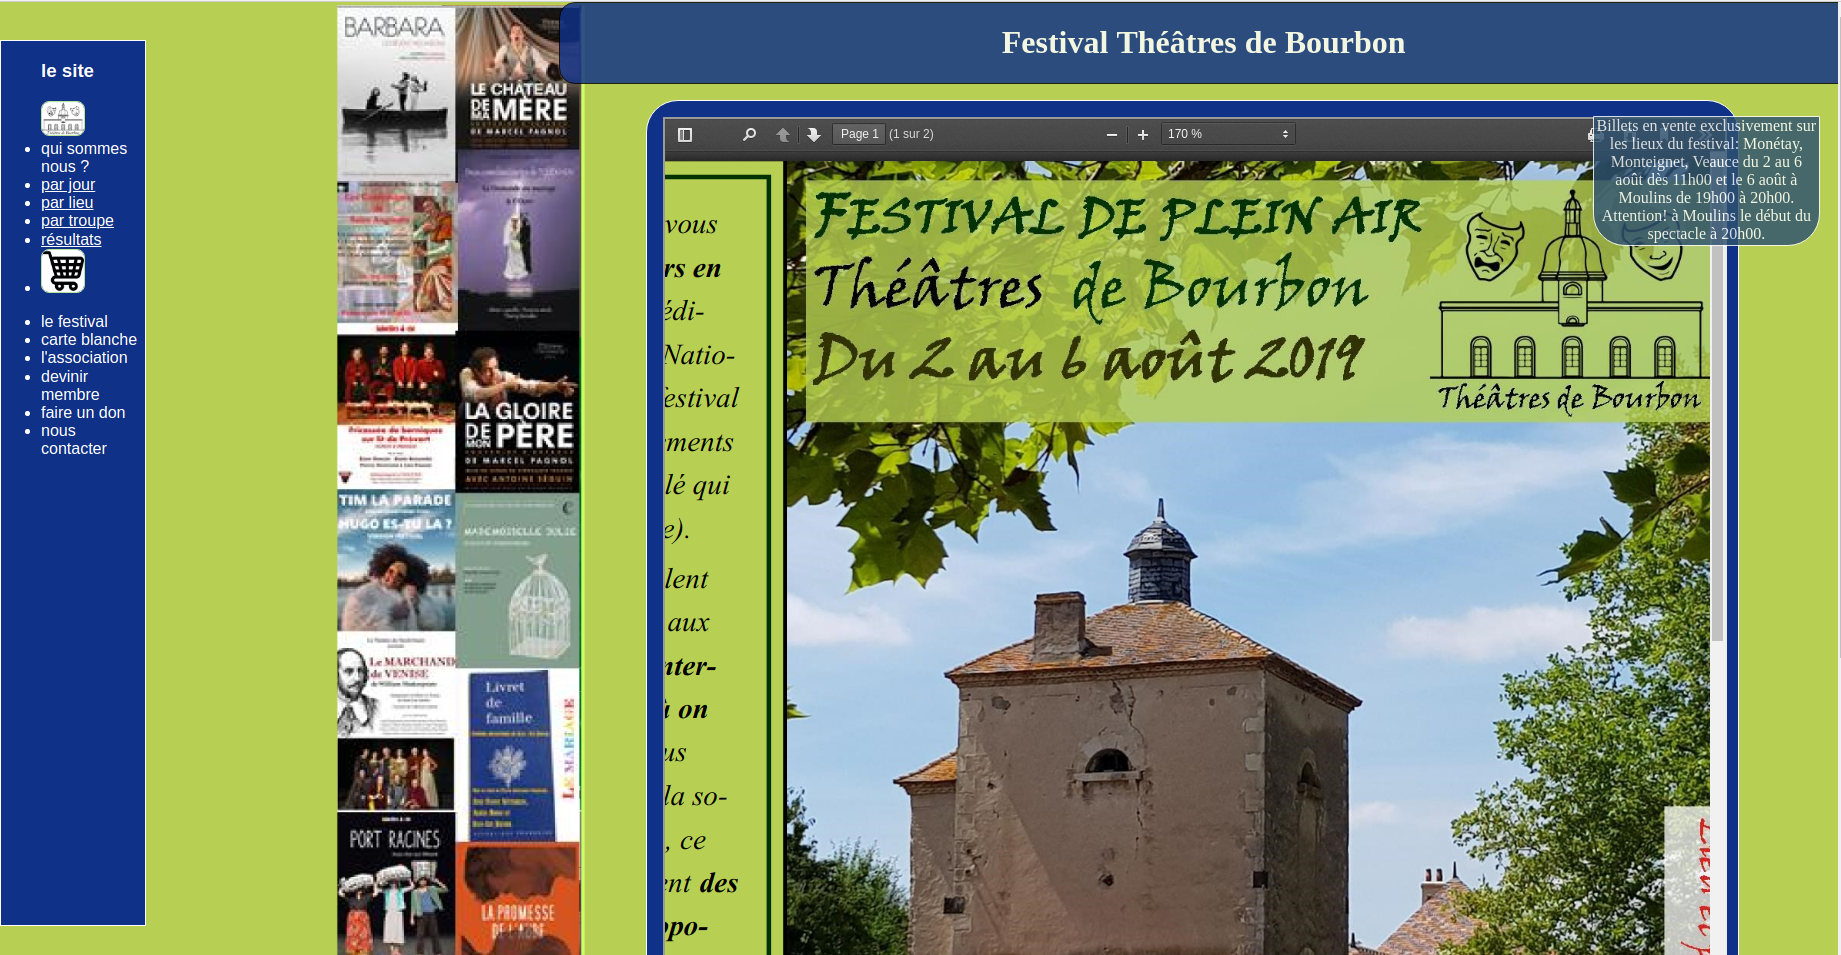 Festival Théâtres de Bourbon
le site
qui sommes
nous ?
par jour
par lieu
par troupe
résultats
le festival
carte blanche
l'association
devinir
membre
faire un don
nous
contacter
BARBARA
LE CHÂTEAU
DE MA MÈRE
DE MARCEL PAGNOL
LA GLOIRE
DE MON PÈRE
DE MARCEL PAGNOL
AVEC ANTOINE SÉGUIN
TIM LA PARADE
HUGO ES-TU LA ?
MADEMOISELLE JULIE
Le MARCHAND
de VENISE
de William Shakespeare
Livret
de
famille
LE MARIAGE
PORT RACINES
LA PROMESSE
DE L'AUBE
Page 1 (1 sur 2)
170 %
Billets en vente exclusivement sur
les lieux du festival: Monétay,
Monteignet, Veauce du 2 au 6
août dès 11h00 et le 6 août à
Moulins de 19h00 à 20h00.
Attention! à Moulins le début du
spectacle à 20h00.
vous
rs en
édi-
Natio-
estival
ements
lé qui
e).
lent
aux
nter-
à on
us
la so-
, ce
ent des
opo-
FESTIVAL DE PLEIN AIR
Théâtres de Bourbon
Du 2 au 6 août 2019
Théâtres de Bourbon